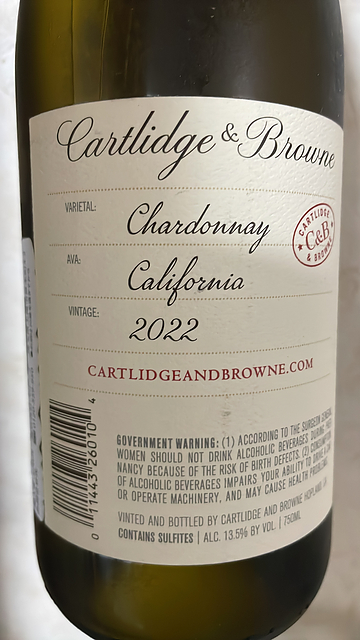 Cartlidge & Browne
VARIETAL:
Chardonnay
CARTLIDGE
C&B
& BROWNE
AVA:
California
VINTAGE:
2022
CARTLIDGEANDBROWNE.COM
GOVERNMENT WARNING: (1) ACCORDING TO THE SURGEON GENERAL,
WOMEN SHOULD NOT DRINK ALCOHOLIC BEVERAGES DURING PREG-
NANCY BECAUSE OF THE RISK OF BIRTH DEFECTS. (2) CONSUMPTION
OF ALCOHOLIC BEVERAGES IMPAIRS YOUR ABILITY TO DRIVE A CAR
OR OPERATE MACHINERY, AND MAY CAUSE HEALTH PROBLEMS.
VINTED AND BOTTLED BY CARTLIDGE AND BROWNE HOPLAND,
CONTAINS SULFITES | ALC. 13.5% BY VOL. | 750ML
0 11443 26010 4